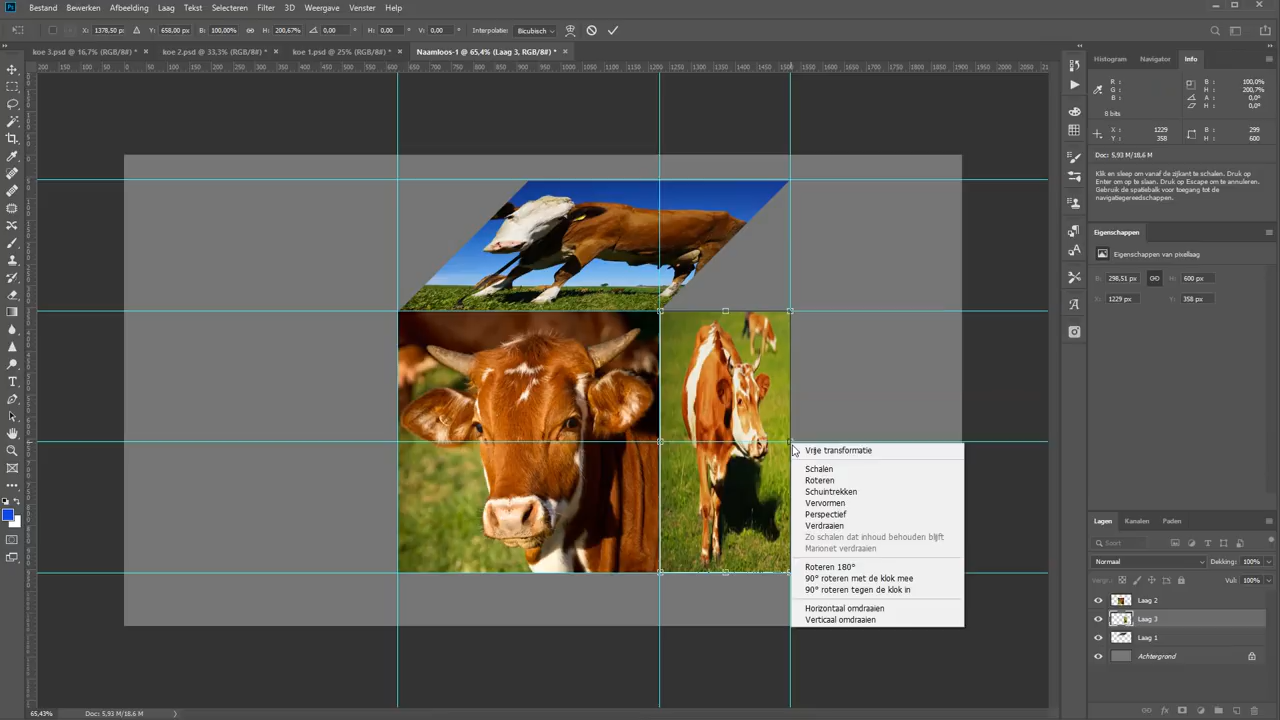 Bestand Bewerken Afbeelding Laag Tekst Selecteren Filter 3D Weergave Venster Help
X: 1378,50 px Y: 658,00 px B: 100,00% H: 200,67% 0,00 ° H: 0,00 ° V: 0,00 ° Interpolatie: Bicubisch
koe 3.psd @ 16,7% (RGB/8#) * × koe 2.psd @ 33,3% (RGB/8#) * × koe 1.psd @ 25% (RGB/8#) * × Naamloos-1 @ 65,4% (Laag 3, RGB/8#) * ×
Histogram Navigator Info
R: G: B:
B: 100,0%
H: 200,7%
A: 0,0°
H: 0,0°
8 bits
X: 1229
Y: 358
B: 299
H: 600
Doc: 5,93 M/18,6 M
Klik en sleep om vanaf de zijkant te schalen. Druk op
Enter om op te slaan. Druk op Escape om te annuleren.
Gebruik de spatiebalk voor toegang tot de
navigatiegereedschappen.
Eigenschappen
Eigenschappen van pixellaag
B: 298,51 px H: 600 px
X: 1229 px Y: 358 px
Vrije transformatie
Schalen
Roteren
Schuintrekken
Vervormen
Perspectief
Verdraaien
Zo schalen dat inhoud behouden blijft
Marionet verdraaien
Roteren 180°
90° roteren met de klok mee
90° roteren tegen de klok in
Horizontaal omdraaien
Verticaal omdraaien
Lagen Kanalen Paden
Soort
Normaal Dekking: 100%
Vergr.: Vul: 100%
Laag 2
Laag 3
Laag 1
Achtergrond
65,43% Doc: 5,93 M/18,6 M